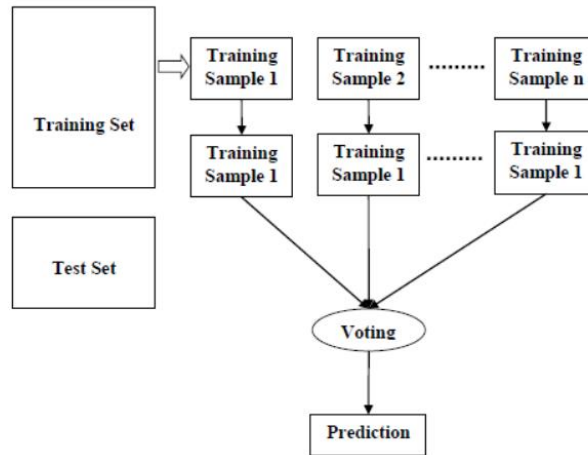 Training Set
Training
Sample 1
Training
Sample 2
.........
Training
Sample n
Training
Sample 1
Training
Sample 1
.........
Training
Sample 1
Test Set
Voting
Prediction